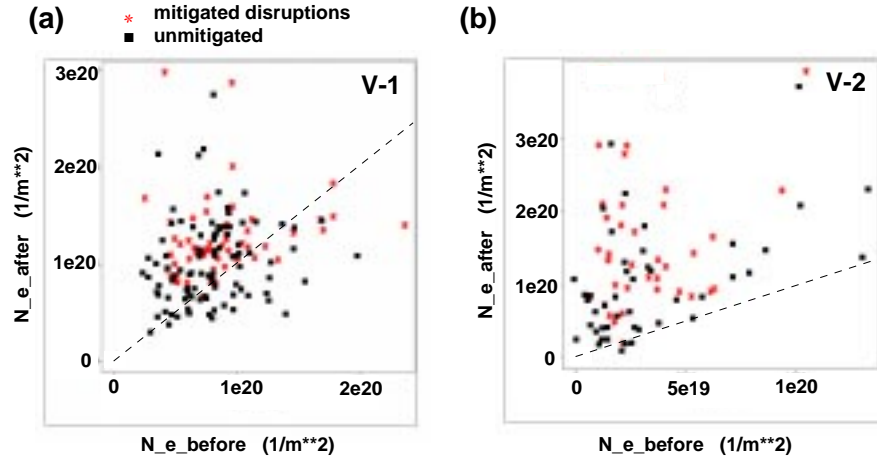 (a)
* mitigated disruptions
■ unmitigated
(b)
V-1
V-2
3e20
2e20
1e20
0
N_e_after (1/m**2)
0
1e20
2e20
N_e_before (1/m**2)
3e20
2e20
1e20
0
N_e_after (1/m**2)
0
5e19
1e20
N_e_before (1/m**2)